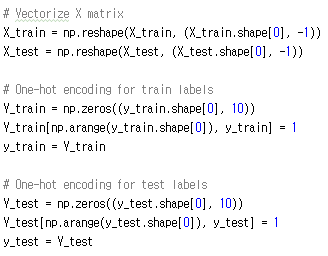 # Vectorize X matrix
X_train = np.reshape(X_train, (X_train.shape[0], -1))
X_test = np.reshape(X_test, (X_test.shape[0], -1))
# One-hot encoding for train labels
Y_train = np.zeros((y_train.shape[0], 10))
Y_train[np.arange(y_train.shape[0]), y_train] = 1
y_train = Y_train
# One-hot encoding for test labels
Y_test = np.zeros((y_test.shape[0], 10))
Y_test[np.arange(y_test.shape[0]), y_test] = 1
y_test = Y_test